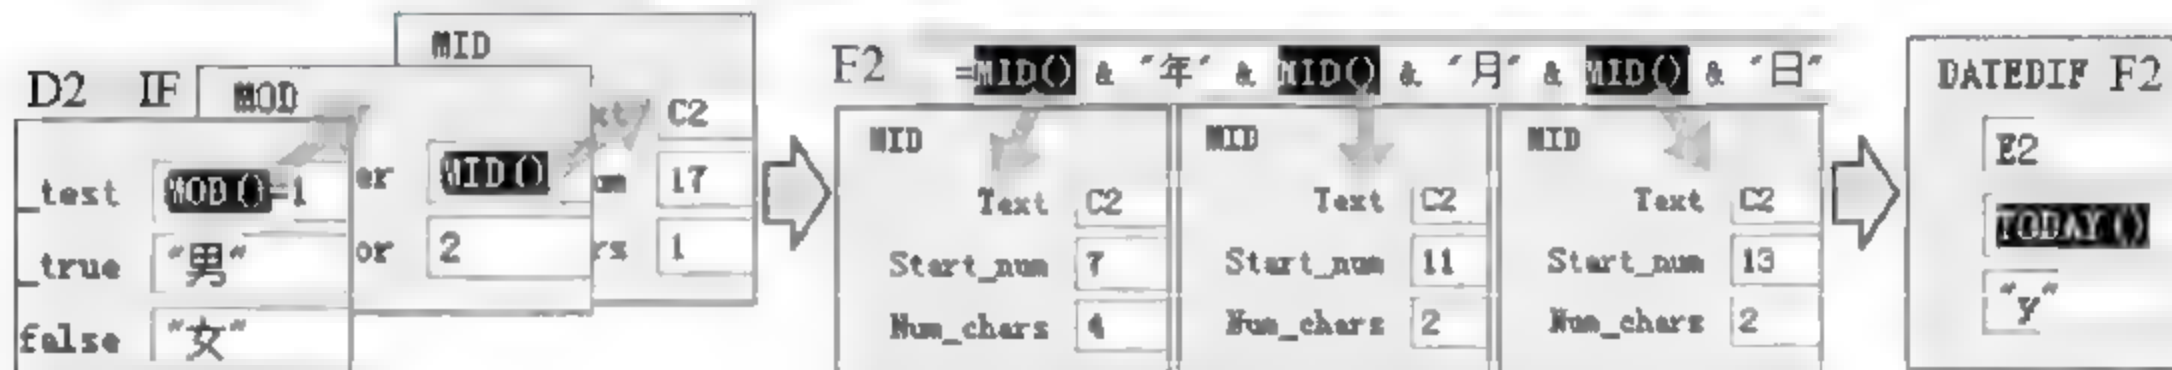 MID
D2 IF MOD
C2
_test MOD()=1 er MID() 17
_true "男" or 2 rs 1
false "女"
F2 =MID() & "年" & MID() & "月" & MID() & "日"
MID
Text C2
Start_num 7
Num_chars 4
MID
Text C2
Start_num 11
Num_chars 2
MID
Text C2
Start_num 13
Num_chars 2
DATEDIF F2
E2
TODAY()
"y"